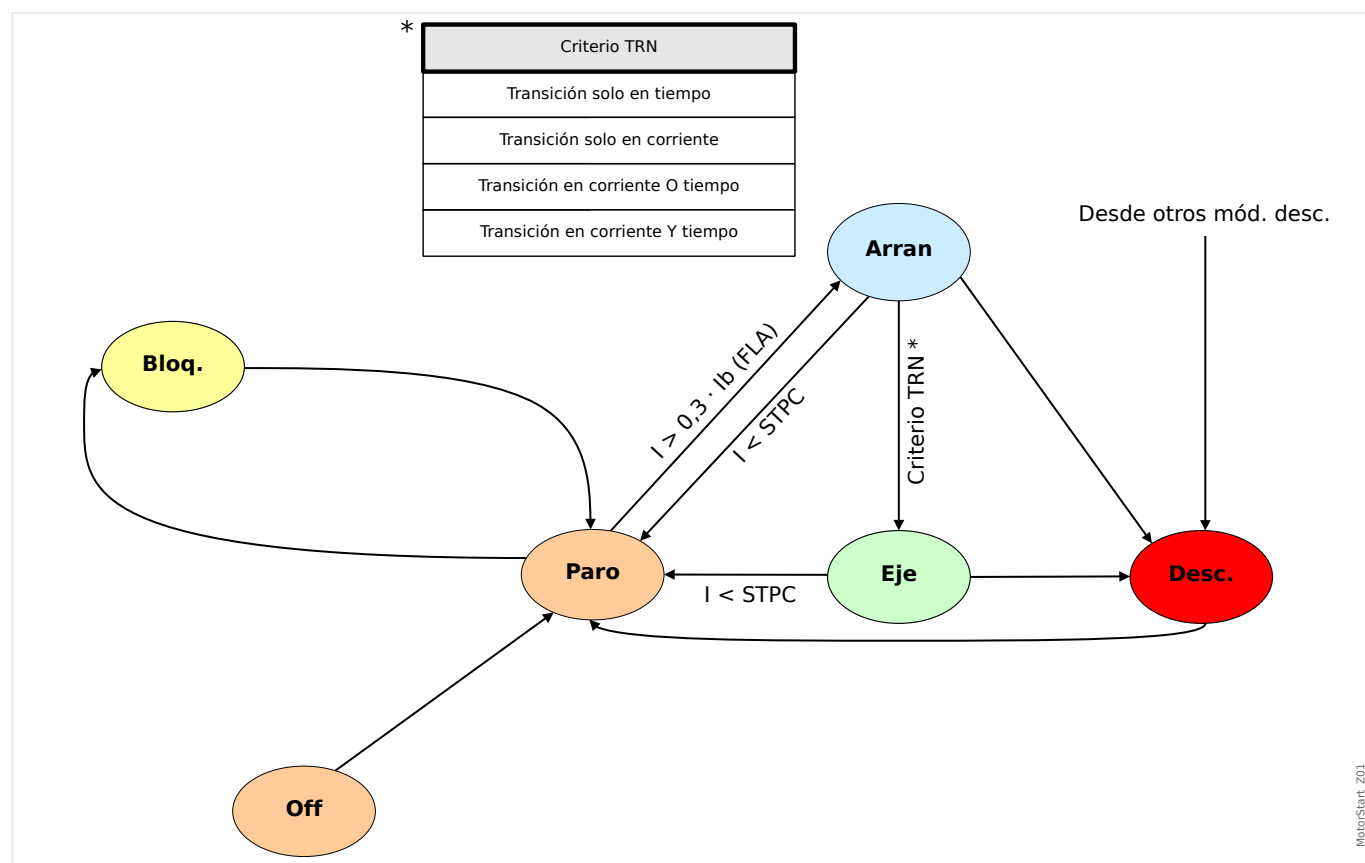 *
Criterio TRN
Transición solo en tiempo
Transición solo en corriente
Transición en corriente O tiempo
Transición en corriente Y tiempo
Desde otros mód. desc.
Arran
Bloq.
I > 0,3 · Ib (FLA)
I < STPC
Criterio TRN *
Paro
I < STPC
Eje
Desc.
Off
MotorStart_Z01